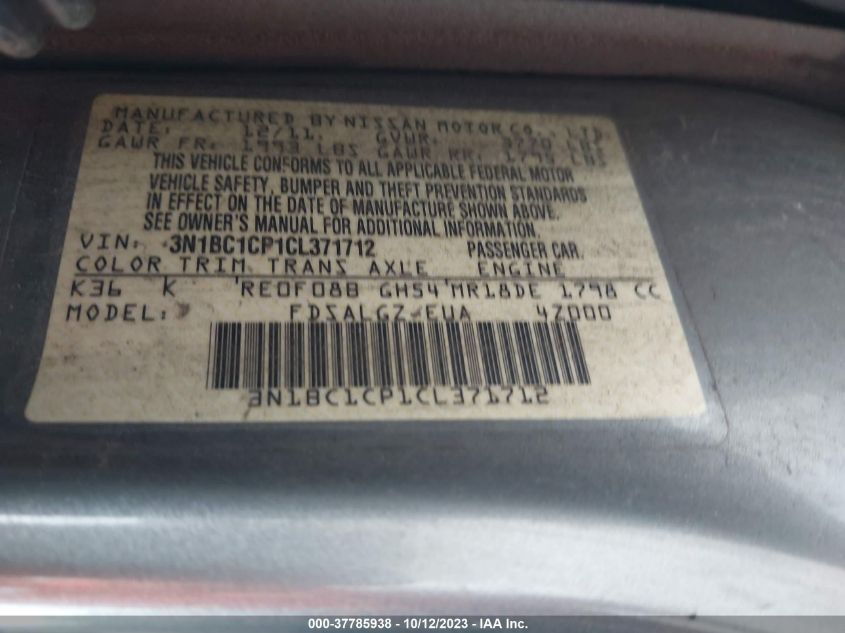 MANUFACTURED BY NISSAN MOTOR CO., LTD.
DATE: 12/11. GVWR: 3720 LBS
GAWR FR: 1993 LBS GAWR RR: 1795 LBS
THIS VEHICLE CONFORMS TO ALL APPLICABLE FEDERAL MOTOR
VEHICLE SAFETY, BUMPER AND THEFT PREVENTION STANDARDS
IN EFFECT ON THE DATE OF MANUFACTURE SHOWN ABOVE.
SEE OWNER'S MANUAL FOR ADDITIONAL INFORMATION.
VIN: 3N1BC1CP1CL371712 PASSENGER CAR.
COLOR TRIM TRANS AXLE ENGINE
K36 K 'RE0F08B GH54'MR18DE 1798 CC
MODEL: FDSALGZ-EUA 4Z000
3N1BC1CP1CL371712
000-37785938 - 10/12/2023 - IAA Inc.